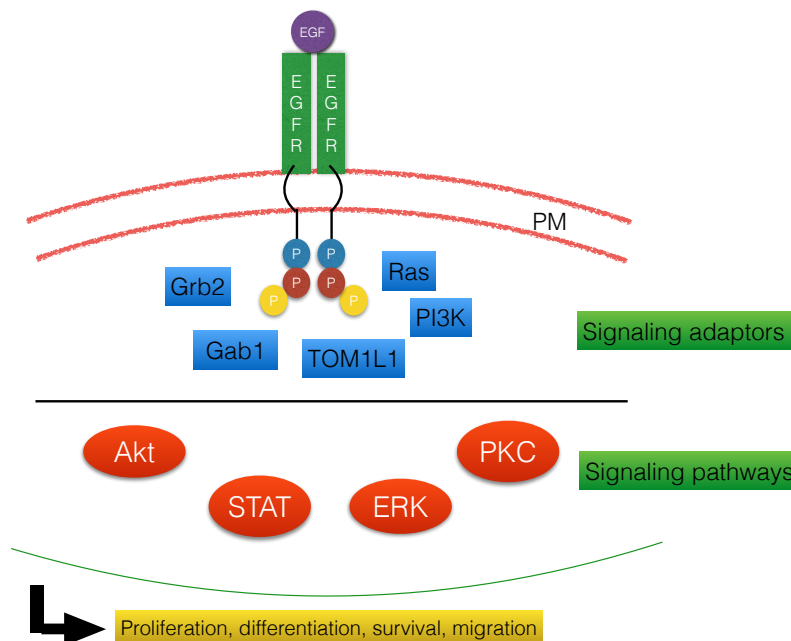 EGF
E E
G G
F F
R R
PM
P P
P P
P P
Grb2
Ras
PI3K
Gab1
TOM1L1
Signaling adaptors
Akt
PKC
Signaling pathways
STAT
ERK
Proliferation, differentiation, survival, migration